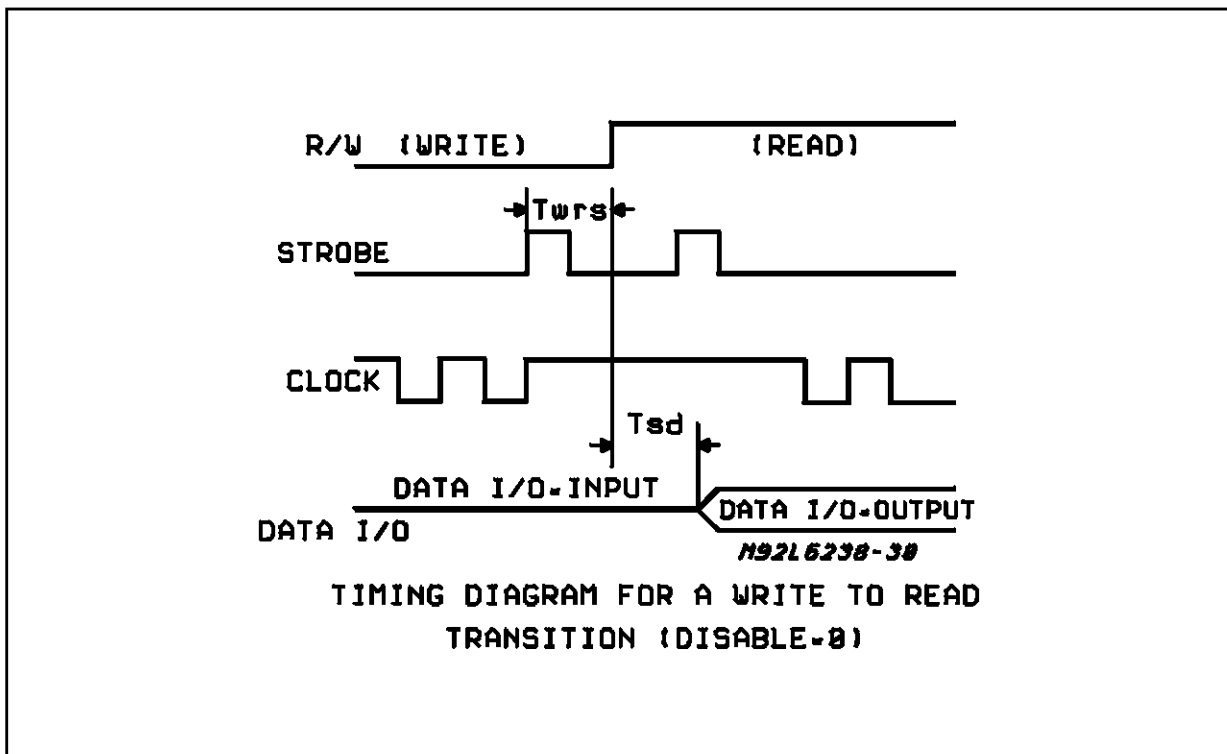 R/W (WRITE) (READ)
Twrs
STROBE
CLOCK
Tsd
DATA I/O=INPUT
DATA I/O DATA I/O=OUTPUT
M92L6238-30
TIMING DIAGRAM FOR A WRITE TO READ
TRANSITION (DISABLE=0)